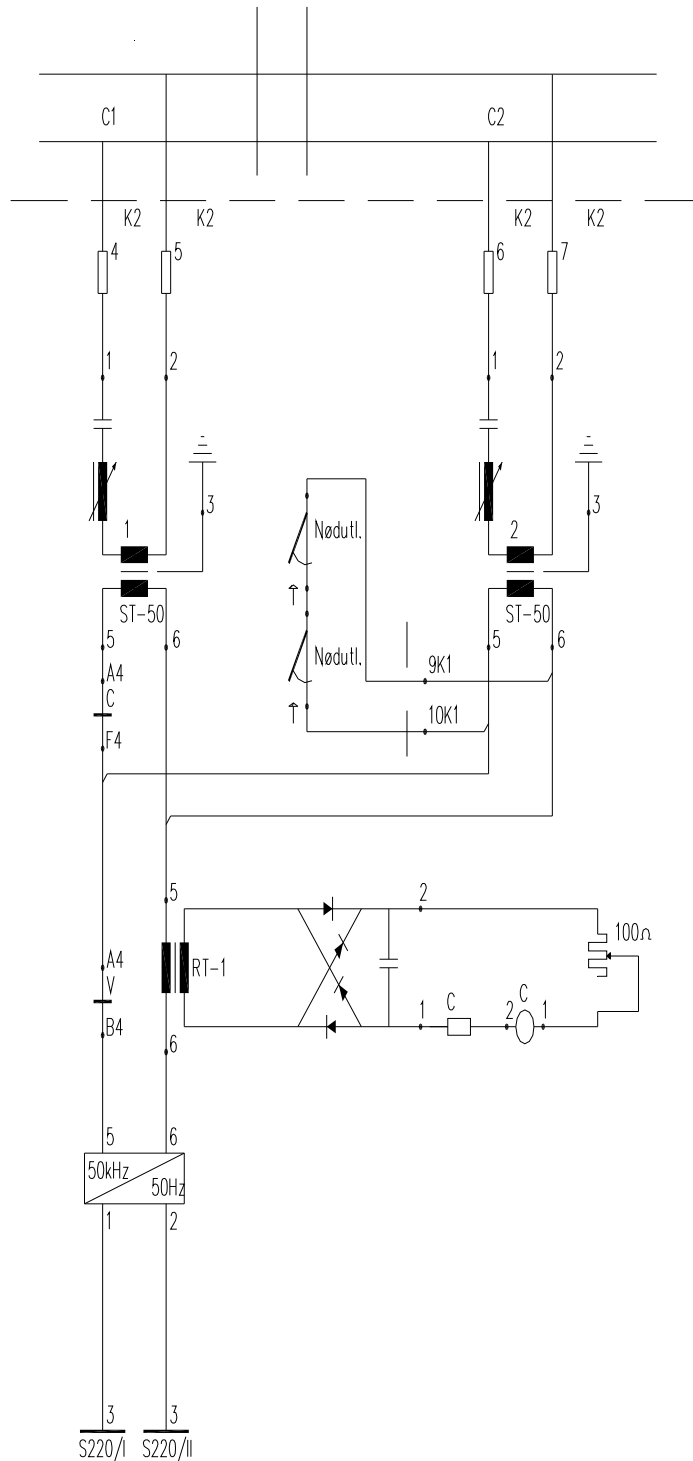 C1 C2
K2 K2 K2 K2
4 5 6 7
1 2 1 2
3 3
1 2
Nødutl.
ST-50 ST-50
5 6 5 6
Nødutl.
A4 9K1
C
10K1
F4
5 2
100Ω
A4 RT-1
V
1 C 2 C 1
B4
6
5 6
50kHz
50Hz
1 2
3 3
S220/I S220/II